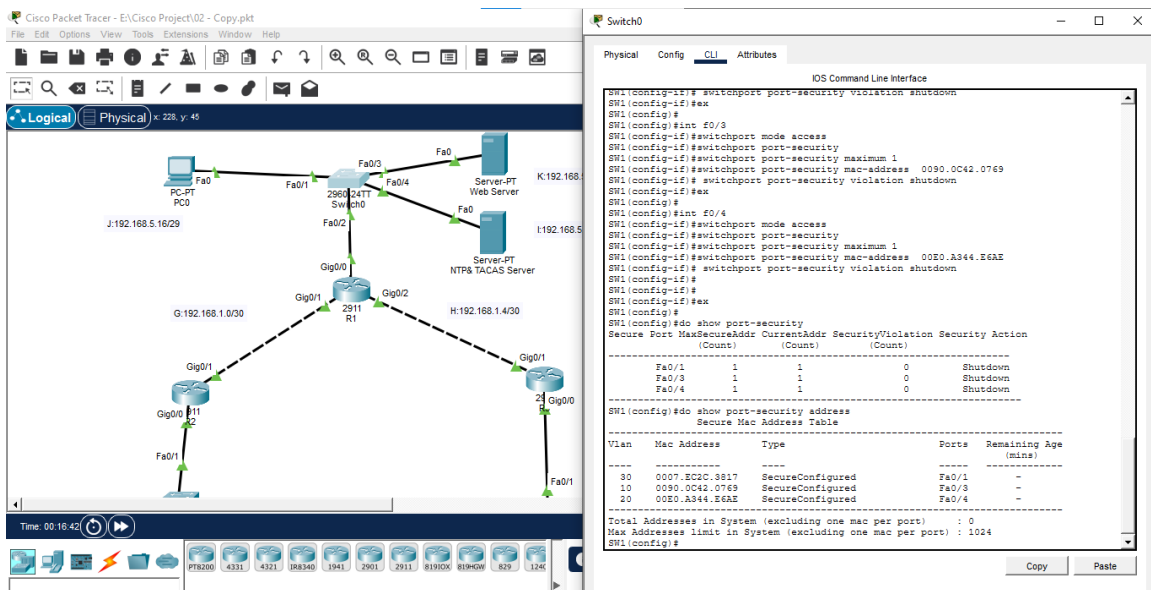 Cisco Packet Tracer - E:\Cisco Project\02 - Copy.pkt
File Edit Options View Tools Extensions Window Help
Logical Physical x: 228, y: 45
PC-PT
PC0
Fa0
Fa0/1
Fa0/3
Fa0/4
2960-24TT
Switch0
Fa0/2
Fa0
Server-PT
Web Server
K:192.168.
Fa0
Server-PT
NTP& TACAS Server
I:192.168.5
J:192.168.5.16/29
Gig0/0
Gig0/1
Gig0/2
2911
R1
G:192.168.1.0/30
H:192.168.1.4/30
Gig0/1
Gig0/0
911
Fa0/1
Gig0/1
Gig0/0
Fa0/1
Time: 00:16:42
PT8200 4331 4321 IR8340 1941 2901 2911 819IOX 819HGW 829 1240
Switch0
Physical Config CLI Attributes
IOS Command Line Interface
SW1(config-if)# switchport port-security violation shutdown
SW1(config-if)#ex
SW1(config)#
SW1(config)#int f0/3
SW1(config-if)#switchport mode access
SW1(config-if)#switchport port-security
SW1(config-if)#switchport port-security maximum 1
SW1(config-if)#switchport port-security mac-address 0090.0C42.0769
SW1(config-if)# switchport port-security violation shutdown
SW1(config-if)#ex
SW1(config)#
SW1(config)#int f0/4
SW1(config-if)#switchport mode access
SW1(config-if)#switchport port-security
SW1(config-if)#switchport port-security maximum 1
SW1(config-if)#switchport port-security mac-address 00E0.A344.E6AE
SW1(config-if)# switchport port-security violation shutdown
SW1(config-if)#
SW1(config-if)#
SW1(config-if)#ex
SW1(config)#
SW1(config)#do show port-security
Secure Port MaxSecureAddr CurrentAddr SecurityViolation Security Action
(Count) (Count) (Count)
--------------------------------------------------------------------
Fa0/1 1 1 0 Shutdown
Fa0/3 1 1 0 Shutdown
Fa0/4 1 1 0 Shutdown
----------------------------------------------------------------------
SW1(config)#do show port-security address
Secure Mac Address Table
-----------------------------------------------------------------------------
Vlan Mac Address Type Ports Remaining Age
(mins)
---- ----------- ---- ----- -------------
30 0007.EC2C.3817 SecureConfigured Fa0/1 -
10 0090.0C42.0769 SecureConfigured Fa0/3 -
20 00E0.A344.E6AE SecureConfigured Fa0/4 -
-----------------------------------------------------------------------------
Total Addresses in System (excluding one mac per port) : 0
Max Addresses limit in System (excluding one mac per port) : 1024
SW1(config)#
Copy Paste